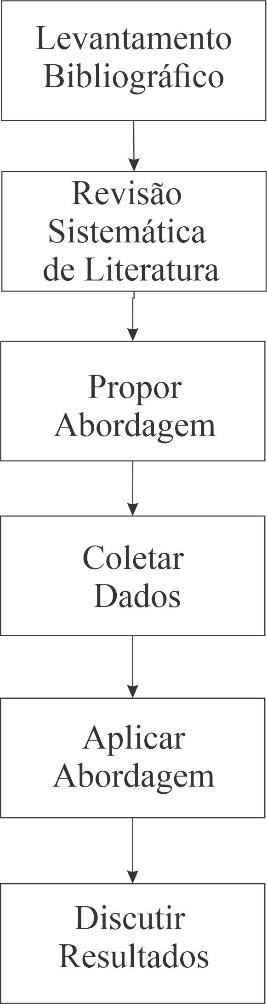 Levantamento
Bibliográfico
Revisão
Sistemática
de Literatura
Propor
Abordagem
Coletar
Dados
Aplicar
Abordagem
Discutir
Resultados